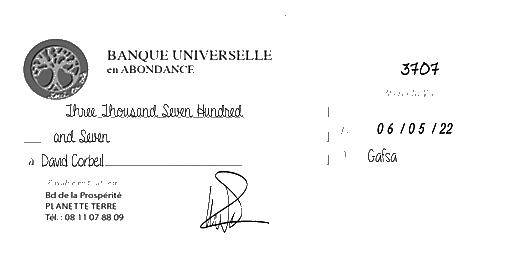 BANQUE UNIVERSELLE
en ABONDANCE
3707
Three Thousand Seven Hundred
and Seven
06/05/22
à David Corbeil
Gafsa
Bd de la Prospérité
PLANETTE TERRE
Tél. : 08 11 07 88 09